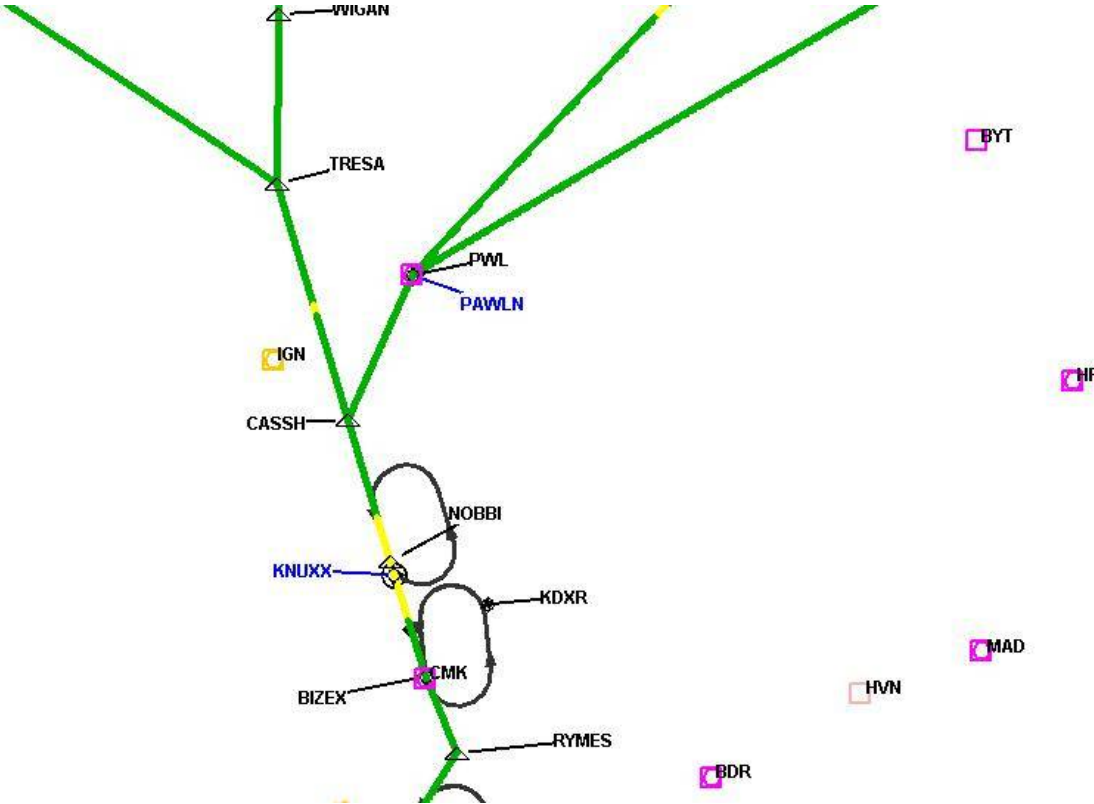 WIGAN
BYT
TRESA
PWL
PAWLN
IGN
CASSH
NOBBI
KNUXX
KDXR
CMK
MAD
HVN
BIZEX
RYMES
BDR